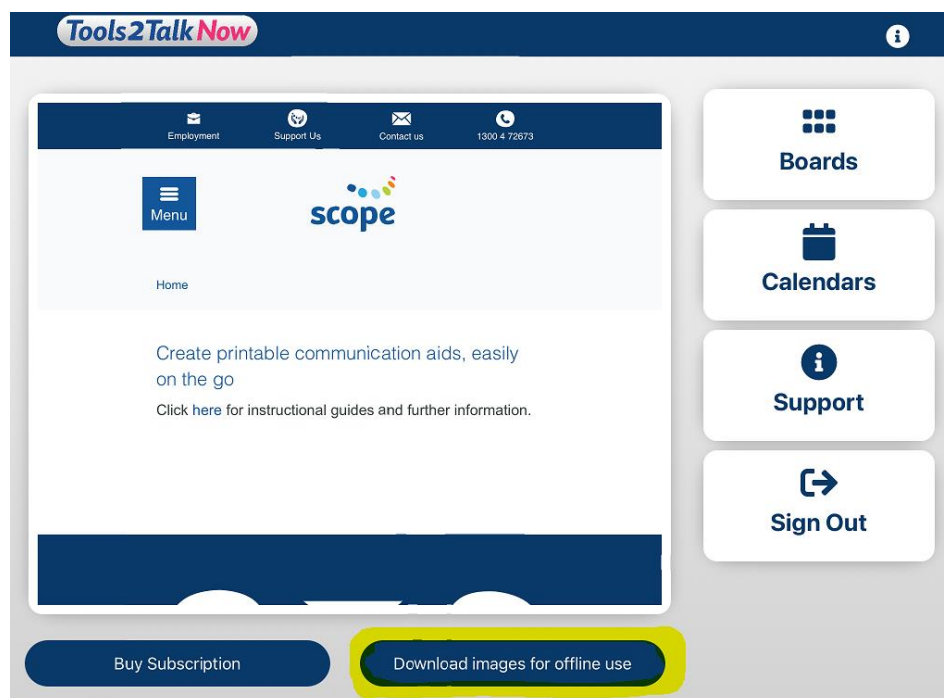 Tools2Talk Now
Employment
Support Us
Contact us
1300 4 72673
Menu
scope
Home
Create printable communication aids, easily
on the go
Click here for instructional guides and further information.
Boards
Calendars
Support
Sign Out
Buy Subscription
Download images for offline use